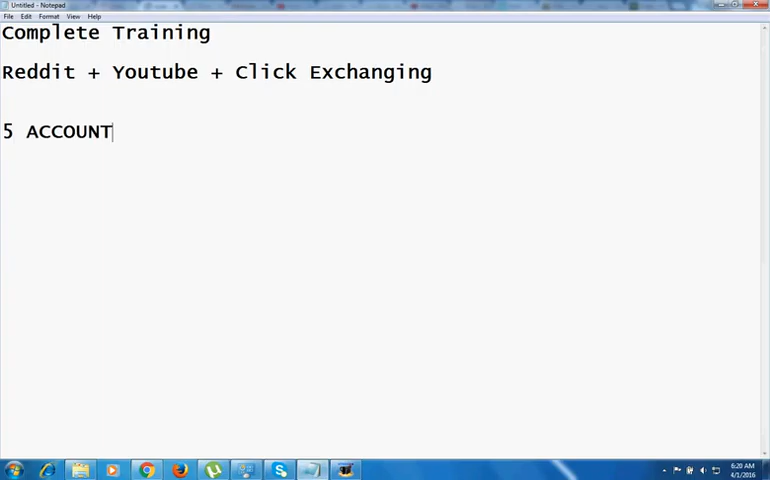 Untitled - Notepad
File Edit Format View Help
Complete Training
Reddit + Youtube + Click Exchanging
5 ACCOUNT
6:20 AM
4/1/2016